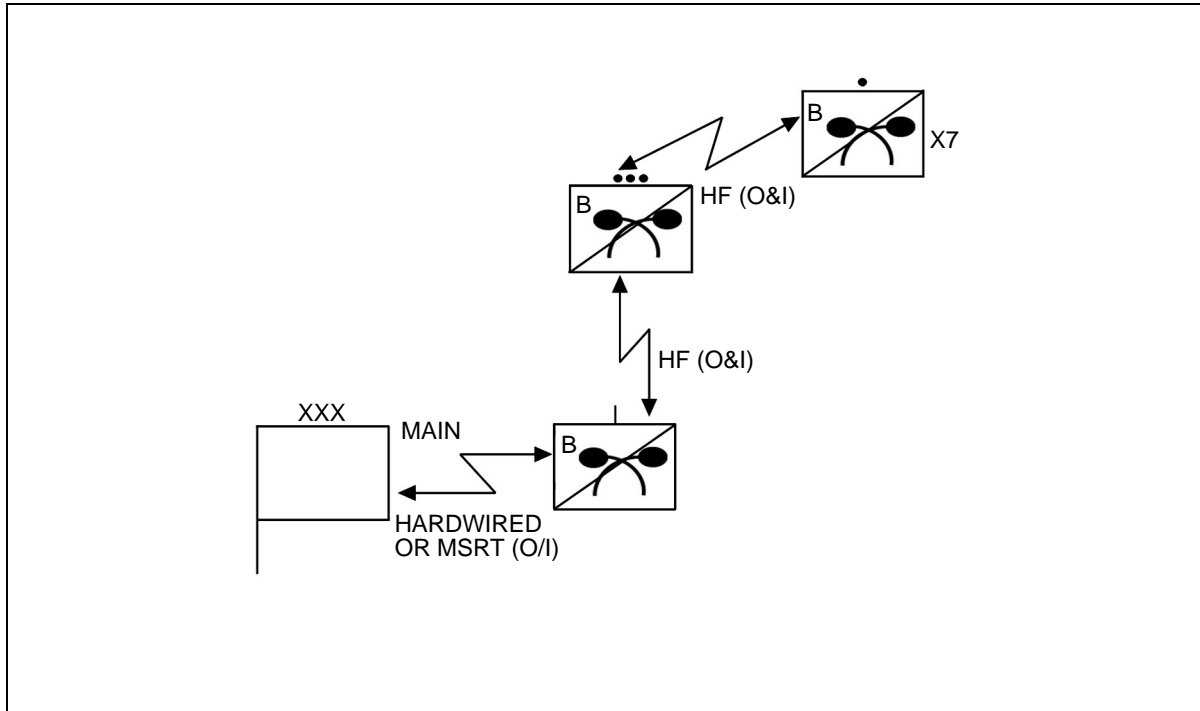 B
X7
HF (O&I)
B
HF (O&I)
XXX
MAIN
B
HARDWIRED
OR MSRT (O/I)